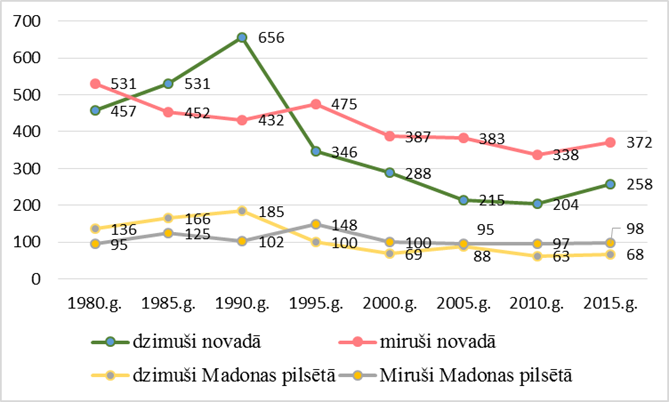 700
600
500
400
300
200
100
0
656
531 531 475
457 452 432 387 383 372
346 338
288 258
215 204
185
136 166 148
95 125 102 100 100 95 97 98
69 88 63 68
1980.g. 1985.g. 1990.g. 1995.g. 2000.g. 2005.g. 2010.g. 2015.g.
dzimuši novadā miruši novadā
dzimuši Madonas pilsētā Miruši Madonas pilsētā